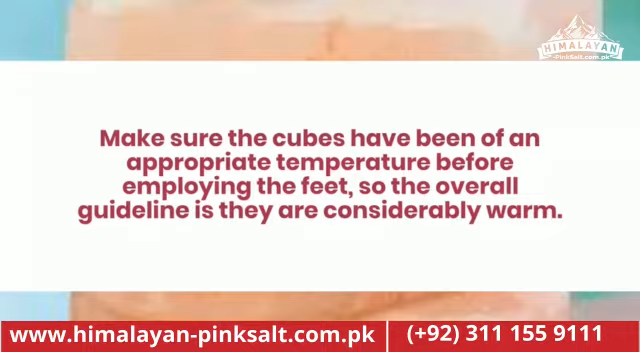 HIMALAYAN
PinkSalt.com.pk
Make sure the cubes have been of an
appropriate temperature before
employing the feet, so the overall
guideline is they are considerably warm.
www.himalayan-pinksalt.com.pk
(+92) 311 155 9111